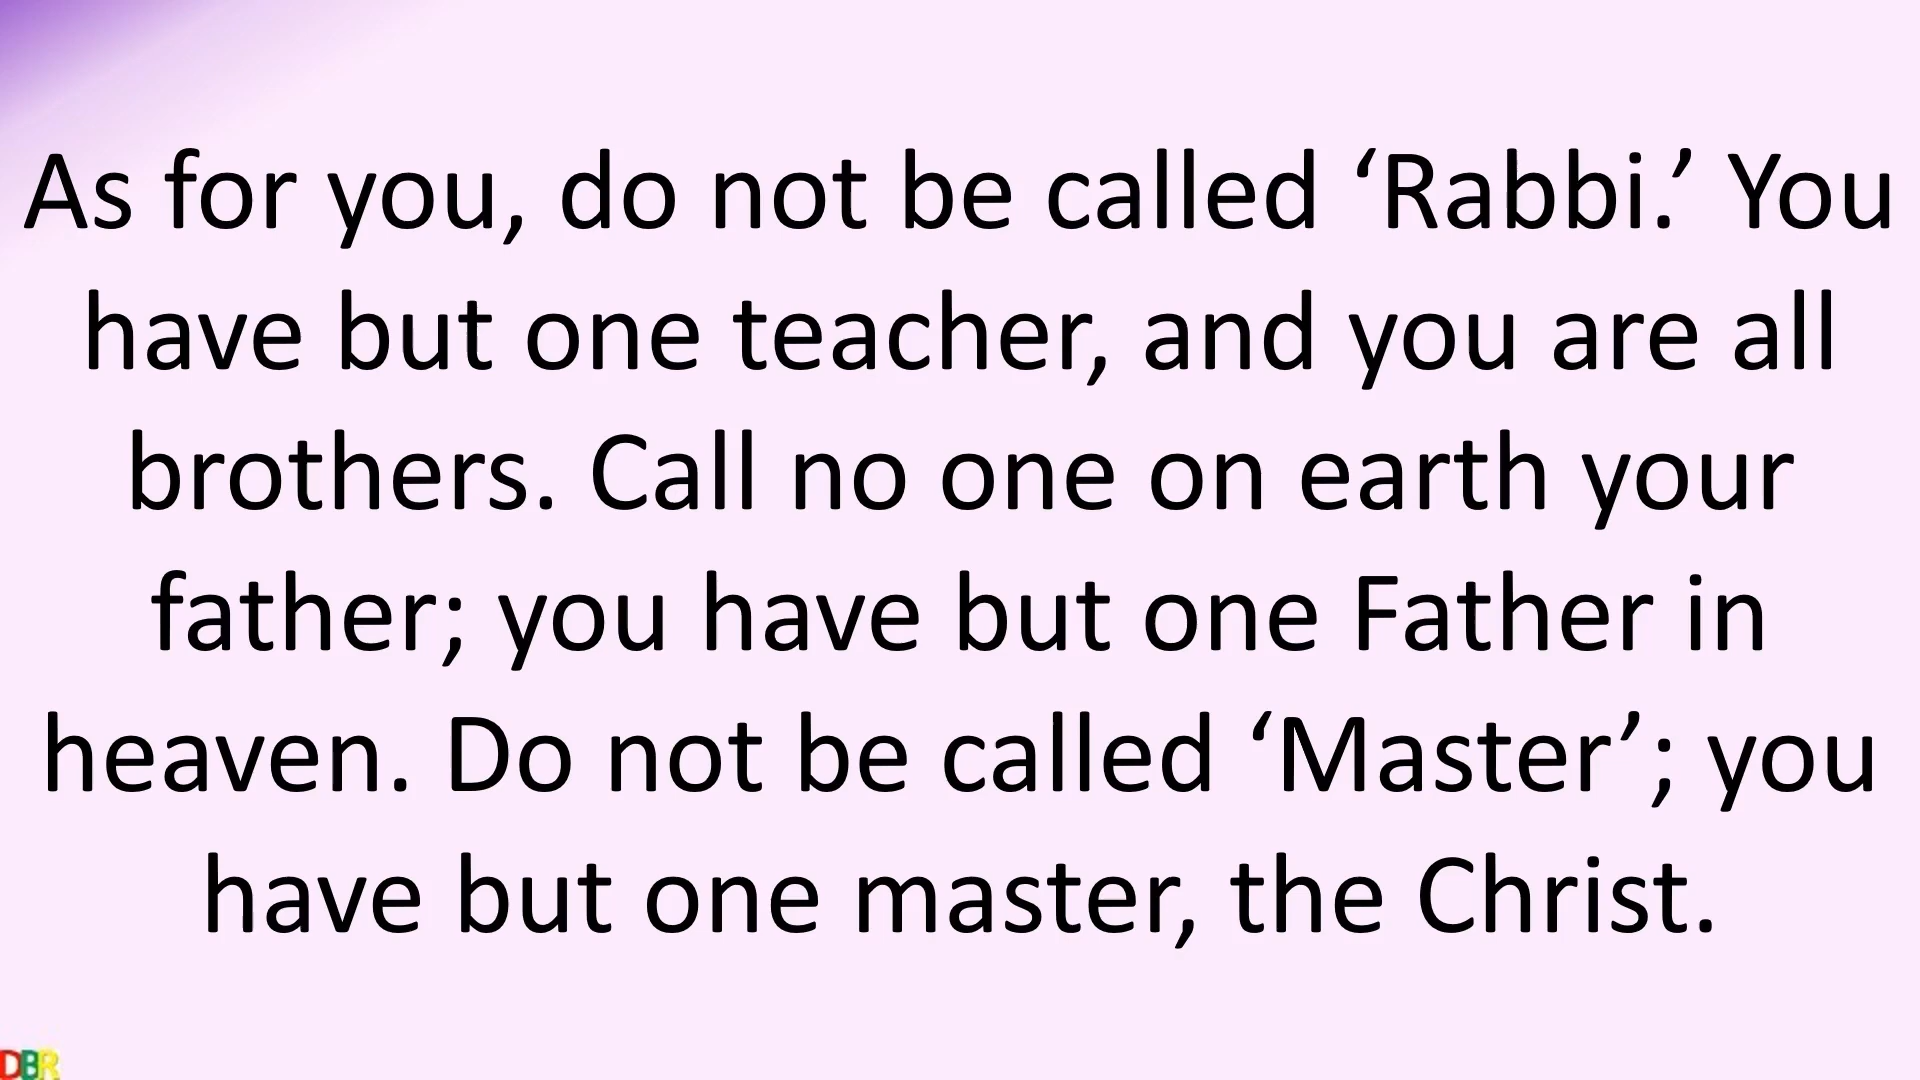 As for you, do not be called ‘Rabbi.’ You
have but one teacher, and you are all
brothers. Call no one on earth your
father; you have but one Father in
heaven. Do not be called ‘Master’; you
have but one master, the Christ.
DBR